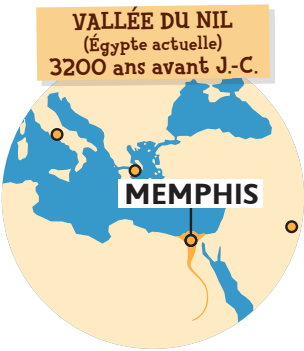 VALLÉE DU NIL
(Égypte actuelle)
3200 ans avant J.-C.
MEMPHIS